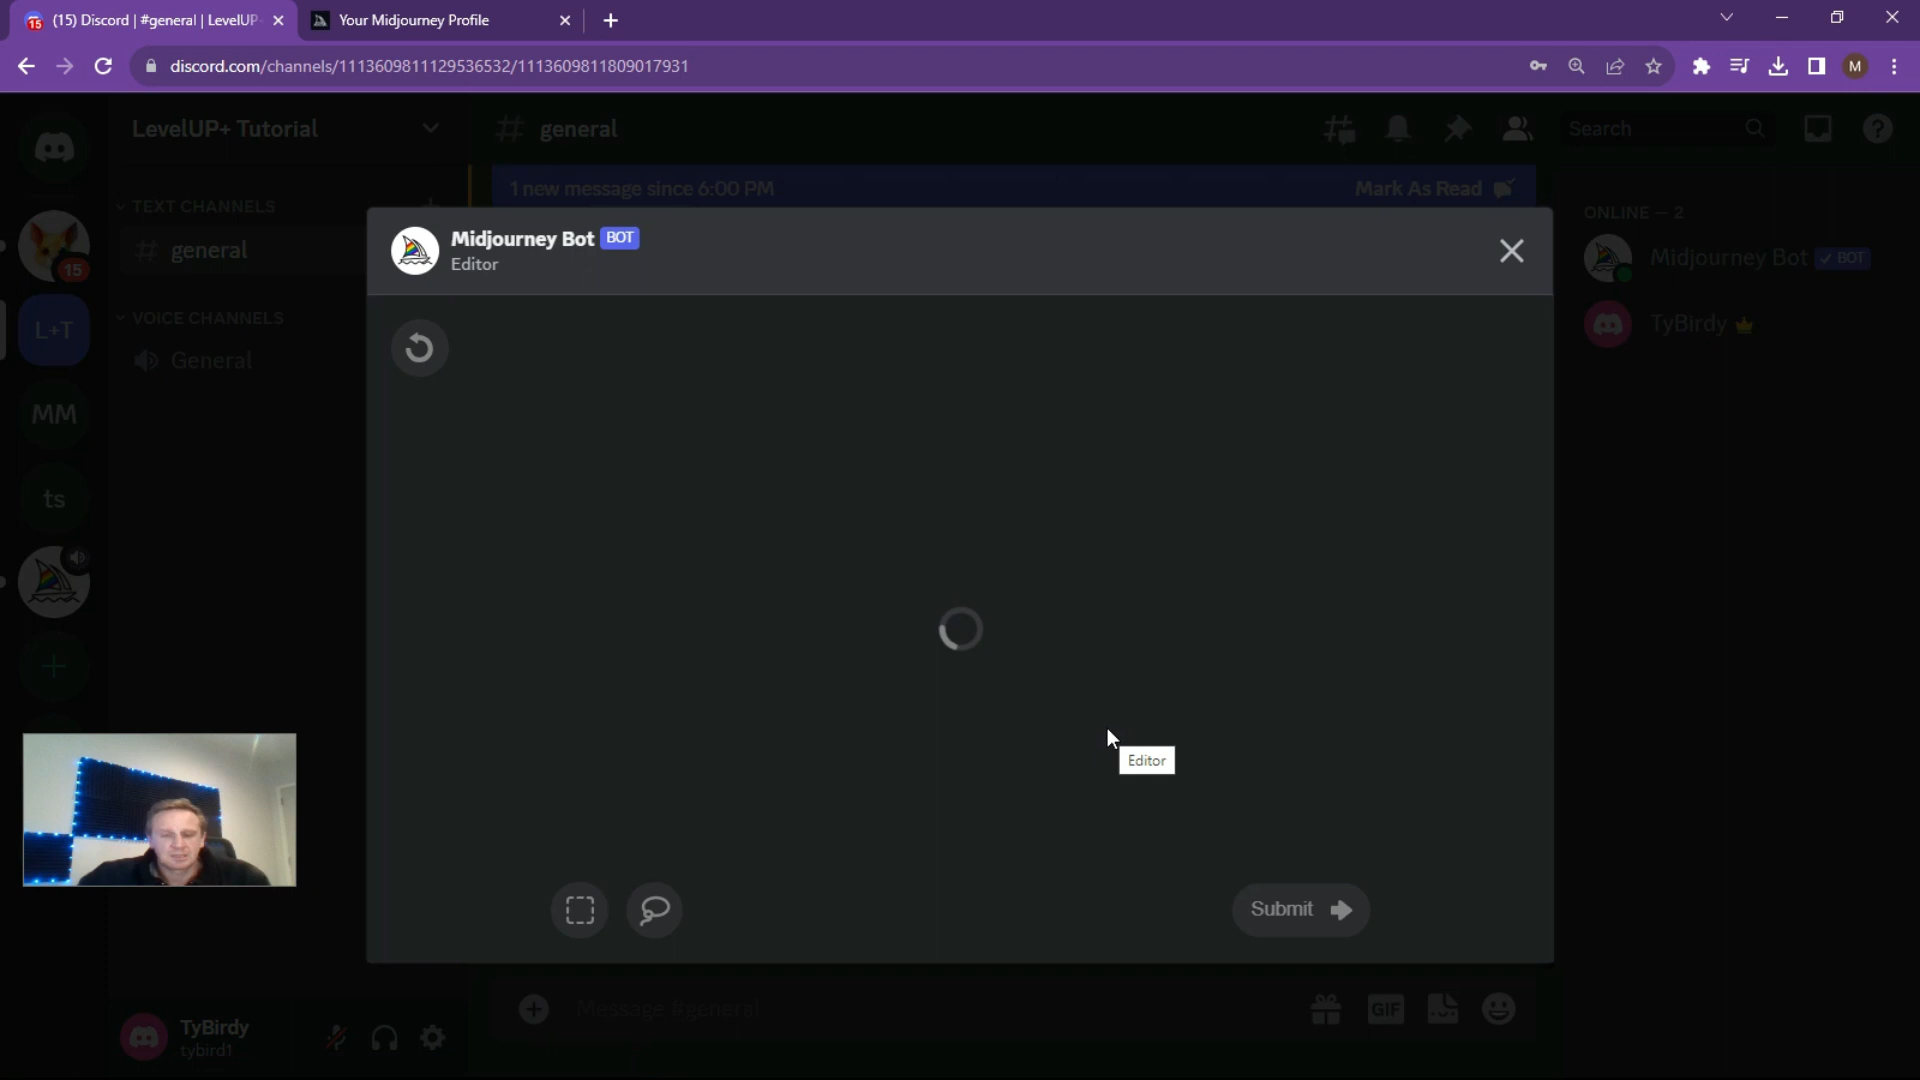 (15) Discord | #general | LevelUP
Your Midjourney Profile
discord.com/channels/1113609811129536532/1113609811809017931
M
LevelUP+ Tutorial
general
Search
1 new message since 6:00 PM
Mark As Read
TEXT CHANNELS
general
VOICE CHANNELS
General
15
L+T
MM
ts
Midjourney Bot BOT
Editor
Editor
Submit
ONLINE — 2
Midjourney Bot BOT
TyBirdy
Message #general
GIF
TyBirdy
tybird1